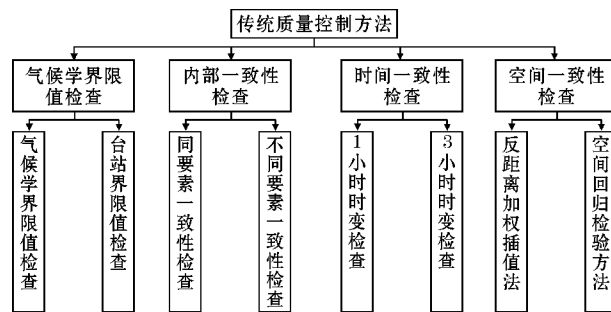 传统质量控制方法
气候学界限
值检查
内部一致性
检查
时间一致性
检查
空间一致性
检查
气候学界限值检查
台站界限值检查
同要素一致性检查
不同要素一致性检查
1小时时变检查
3小时时变检查
反距离加权插值法
空间回归检验方法